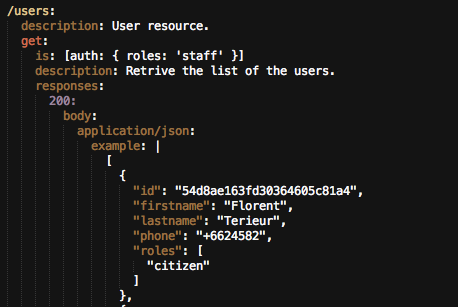 /users:
description: User resource.
get:
is: [auth: { roles: 'staff' }]
description: Retrive the list of the users.
responses:
200:
body:
application/json:
example: |
[
{
"id": "54d8ae163fd30364605c81a4",
"firstname": "Florent",
"lastname": "Terieur",
"phone": "+6624582",
"roles": [
"citizen"
]
},
{